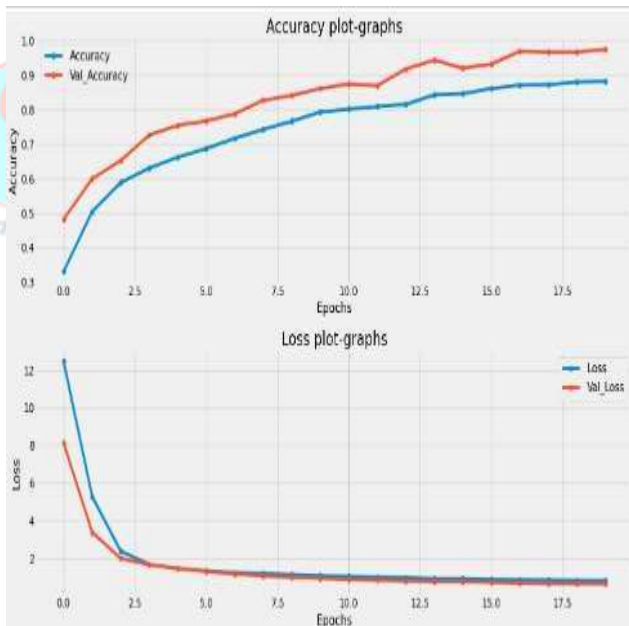 Accuracy plot-graphs
1.0
0.9
0.8
0.7
0.6
0.5
0.4
0.3
Accuracy
Accuracy
Val_Accuracy
0.0 2.5 5.0 7.5 10.0 12.5 15.0 17.5
Epochs
Loss plot-graphs
12
10
8
6
4
2
Loss
Loss
Val_Loss
0.0 2.5 5.0 7.5 10.0 12.5 15.0 17.5
Epochs